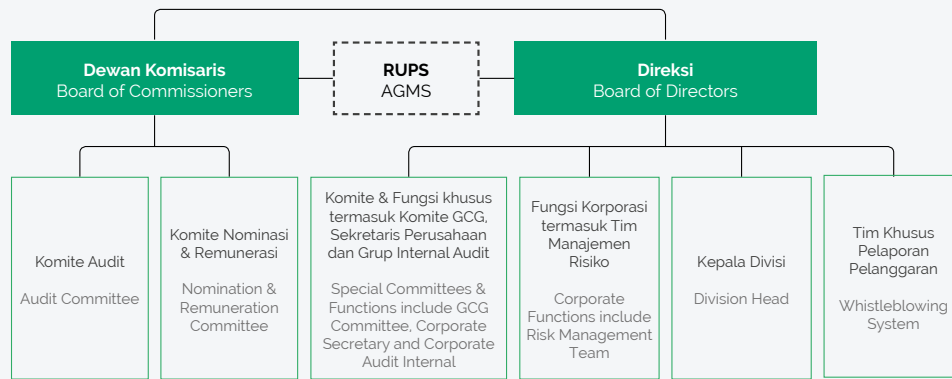 Dewan Komisaris
Board of Commissioners
RUPS
AGMS
Direksi
Board of Directors
Komite Audit
Audit Committee
Komite Nominasi
& Remunerasi
Nomination &
Remuneration
Committee
Komite & Fungsi khusus
termasuk Komite GCG,
Sekretaris Perusahaan
dan Grup Internal Audit
Special Committees &
Functions include GCG
Committee, Corporate
Secretary and Corporate
Audit Internal
Fungsi Korporasi
termasuk Tim
Manajemen
Risiko
Corporate
Functions include
Risk Management
Team
Kepala Divisi
Division Head
Tim Khusus
Pelaporan
Pelanggaran
Whistleblowing
System